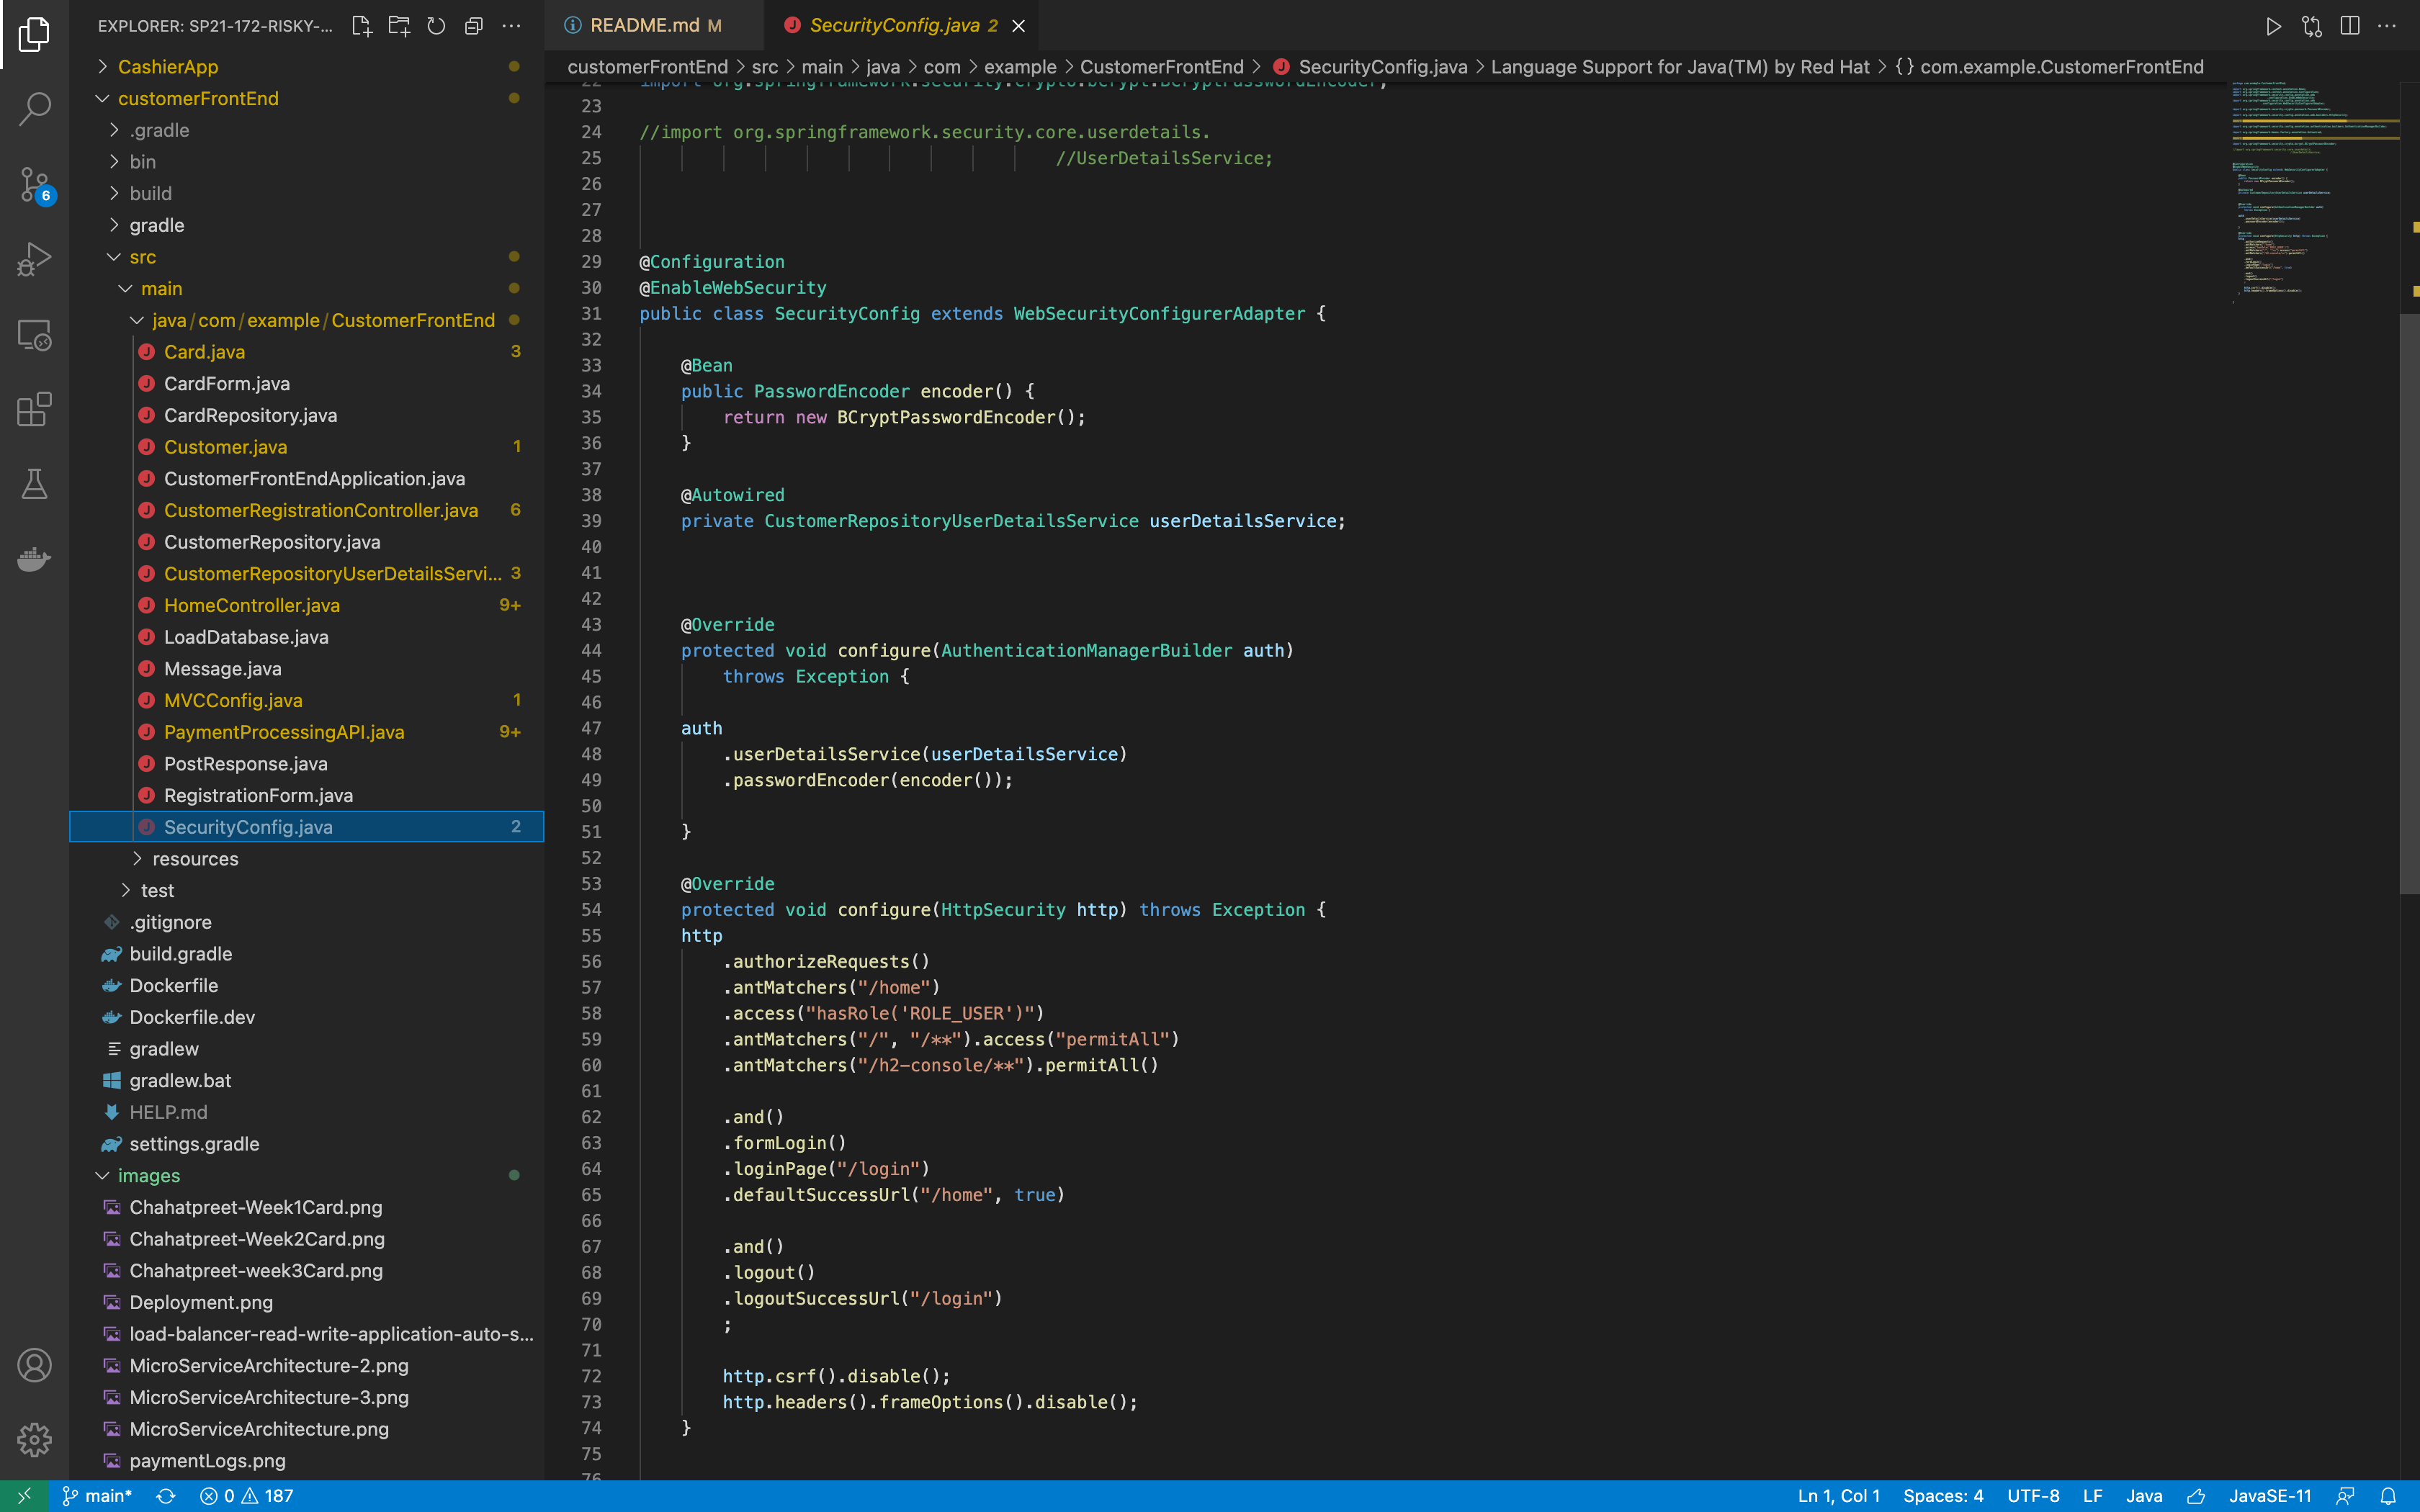 EXPLORER: SP21-172-RISKY-...
CashierApp
customerFrontEnd
.gradle
bin
build
gradle
src
main
java/com/example/CustomerFrontEnd
Card.java 3
CardForm.java
CardRepository.java
Customer.java 1
CustomerFrontEndApplication.java
CustomerRegistrationController.java 6
CustomerRepository.java
CustomerRepositoryUserDetailsServi... 3
HomeController.java 9+
LoadDatabase.java
Message.java
MVCConfig.java 1
PaymentProcessingAPI.java 9+
PostResponse.java
RegistrationForm.java
SecurityConfig.java 2
resources
test
.gitignore
build.gradle
Dockerfile
Dockerfile.dev
gradlew
gradlew.bat
HELP.md
settings.gradle
images
Chahatpreet-Week1Card.png
Chahatpreet-Week2Card.png
Chahatpreet-week3Card.png
Deployment.png
load-balancer-read-write-application-auto-s...
MicroServiceArchitecture-2.png
MicroServiceArchitecture-3.png
MicroServiceArchitecture.png
paymentLogs.png
6
README.md M
SecurityConfig.java 2
customerFrontEnd > src > main > java > com > example > CustomerFrontEnd > SecurityConfig.java > Language Support for Java(TM) by Red Hat > {} com.example.CustomerFrontEnd
22 import org.springframework.security.crypto.bcrypt.BCryptPasswordEncoder;
23
24 //import org.springframework.security.core.userdetails.
25 //UserDetailsService;
26
27
28
29 @Configuration
30 @EnableWebSecurity
31 public class SecurityConfig extends WebSecurityConfigurerAdapter {
32
33 @Bean
34 public PasswordEncoder encoder() {
35 return new BCryptPasswordEncoder();
36 }
37
38 @Autowired
39 private CustomerRepositoryUserDetailsService userDetailsService;
40
41
42
43 @Override
44 protected void configure(AuthenticationManagerBuilder auth)
45 throws Exception {
46
47 auth
48 .userDetailsService(userDetailsService)
49 .passwordEncoder(encoder());
50
51 }
52
53 @Override
54 protected void configure(HttpSecurity http) throws Exception {
55 http
56 .authorizeRequests()
57 .antMatchers("/home")
58 .access("hasRole('ROLE_USER')")
59 .antMatchers("/", "/**").access("permitAll")
60 .antMatchers("/h2-console/**").permitAll()
61
62 .and()
63 .formLogin()
64 .loginPage("/login")
65 .defaultSuccessUrl("/home", true)
66
67 .and()
68 .logout()
69 .logoutSuccessUrl("/login")
70 ;
71
72 http.csrf().disable();
73 http.headers().frameOptions().disable();
74 }
75
76
main* 0 187
Ln 1, Col 1 Spaces: 4 UTF-8 LF Java JavaSE-11